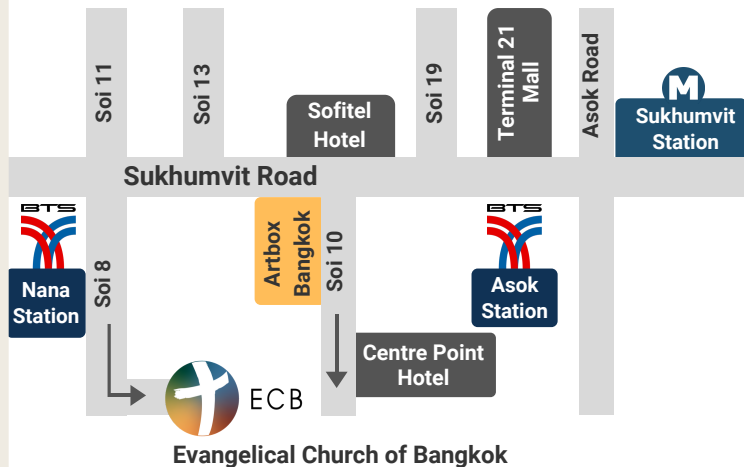 Soi 11
Soi 13
Sofitel
Hotel
Soi 19
Terminal 21
Mall
Asok Road
M
Sukhumvit
Station
Sukhumvit Road
BTS
Nana
Station
Soi 8
Artbox
Bangkok
Soi 10
BTS
Asok
Station
Centre Point
Hotel
ECB
Evangelical Church of Bangkok